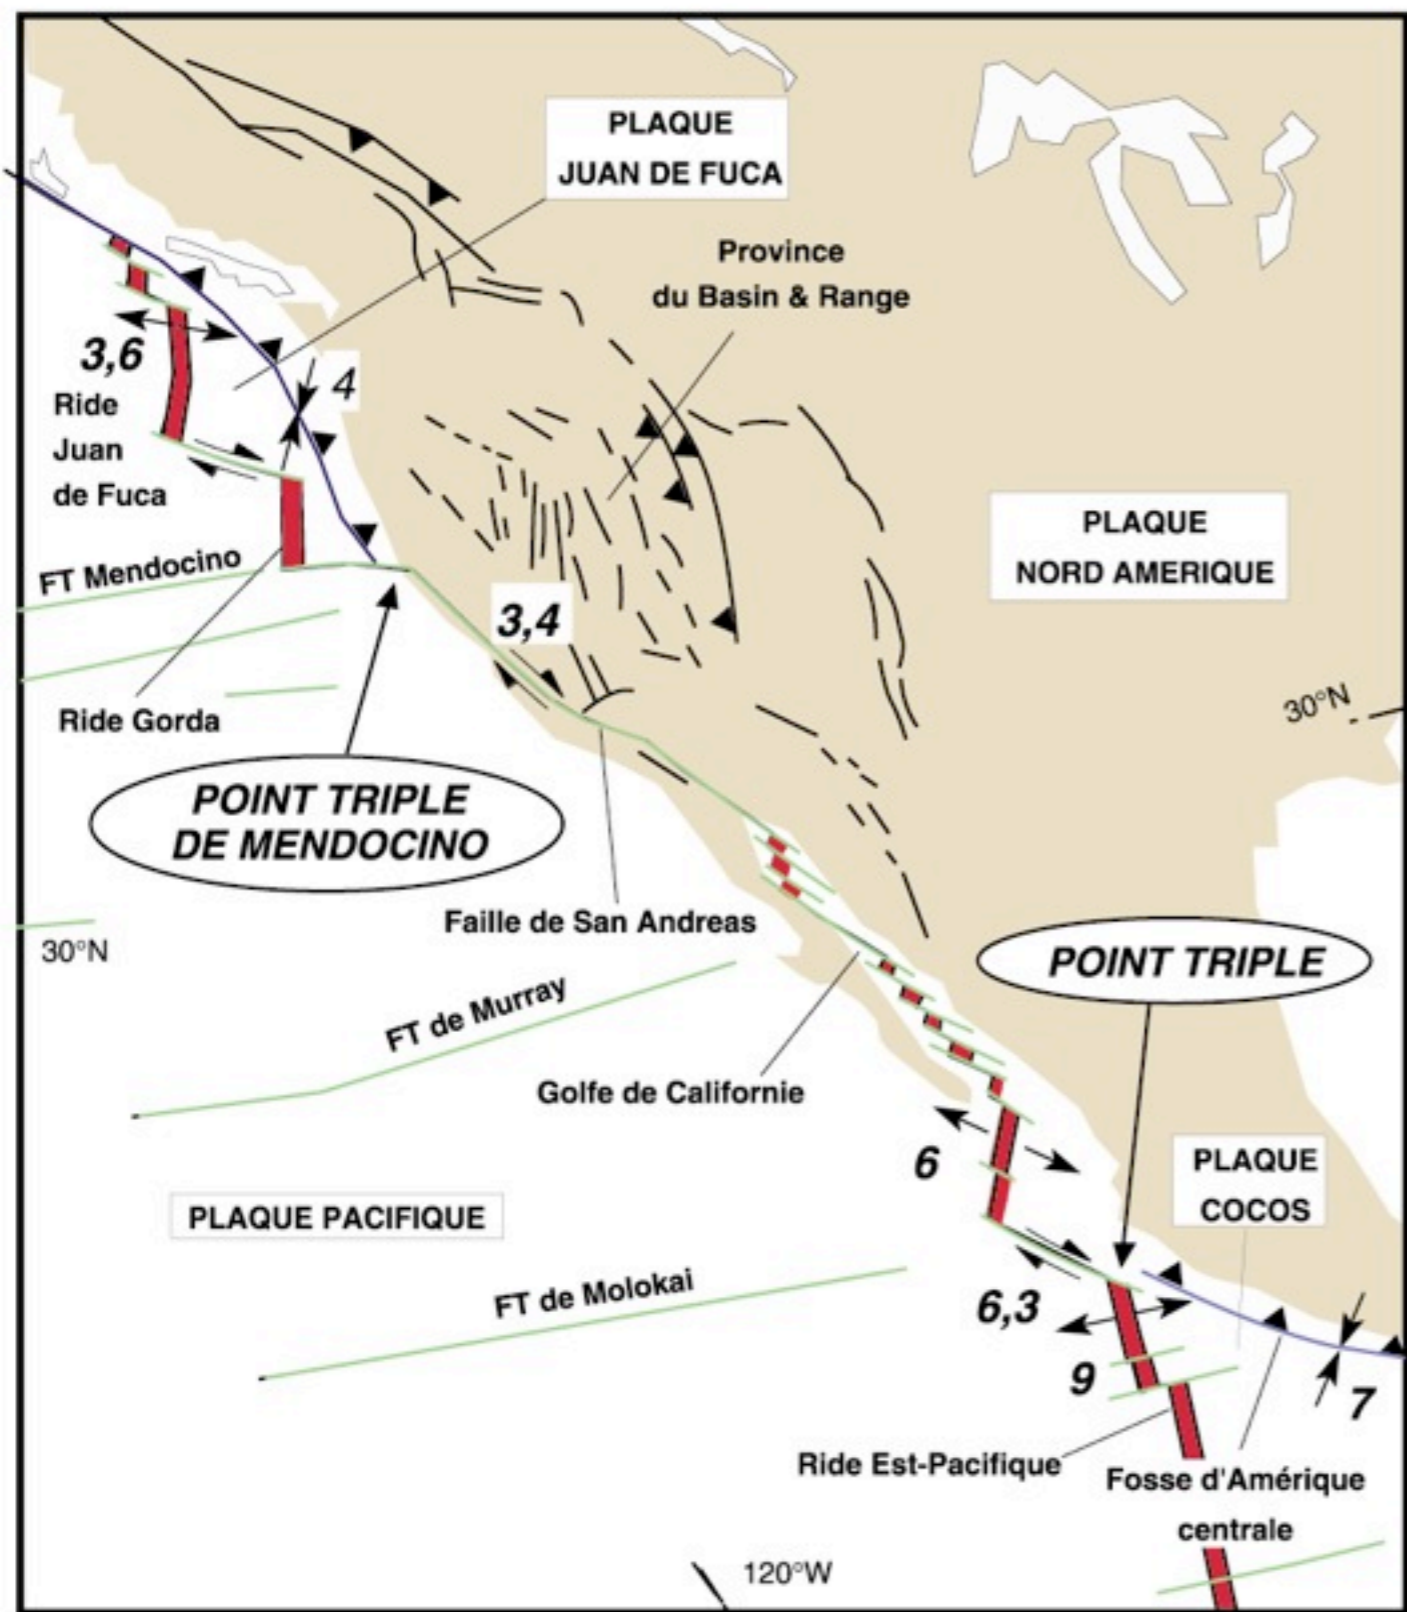 PLAQUE
JUAN DE FUCA
Province
du Basin & Range
3,6
4
Ride
Juan
de Fuca
PLAQUE
NORD AMERIQUE
FT Mendocino
3,4
30°N
Ride Gorda
POINT TRIPLE
DE MENDOCINO
Faille de San Andreas
30°N
POINT TRIPLE
FT de Murray
Golfe de Californie
6
PLAQUE
COCOS
PLAQUE PACIFIQUE
FT de Molokai
6,3
9
7
Ride Est-Pacifique
Fosse d'Amérique
centrale
120°W